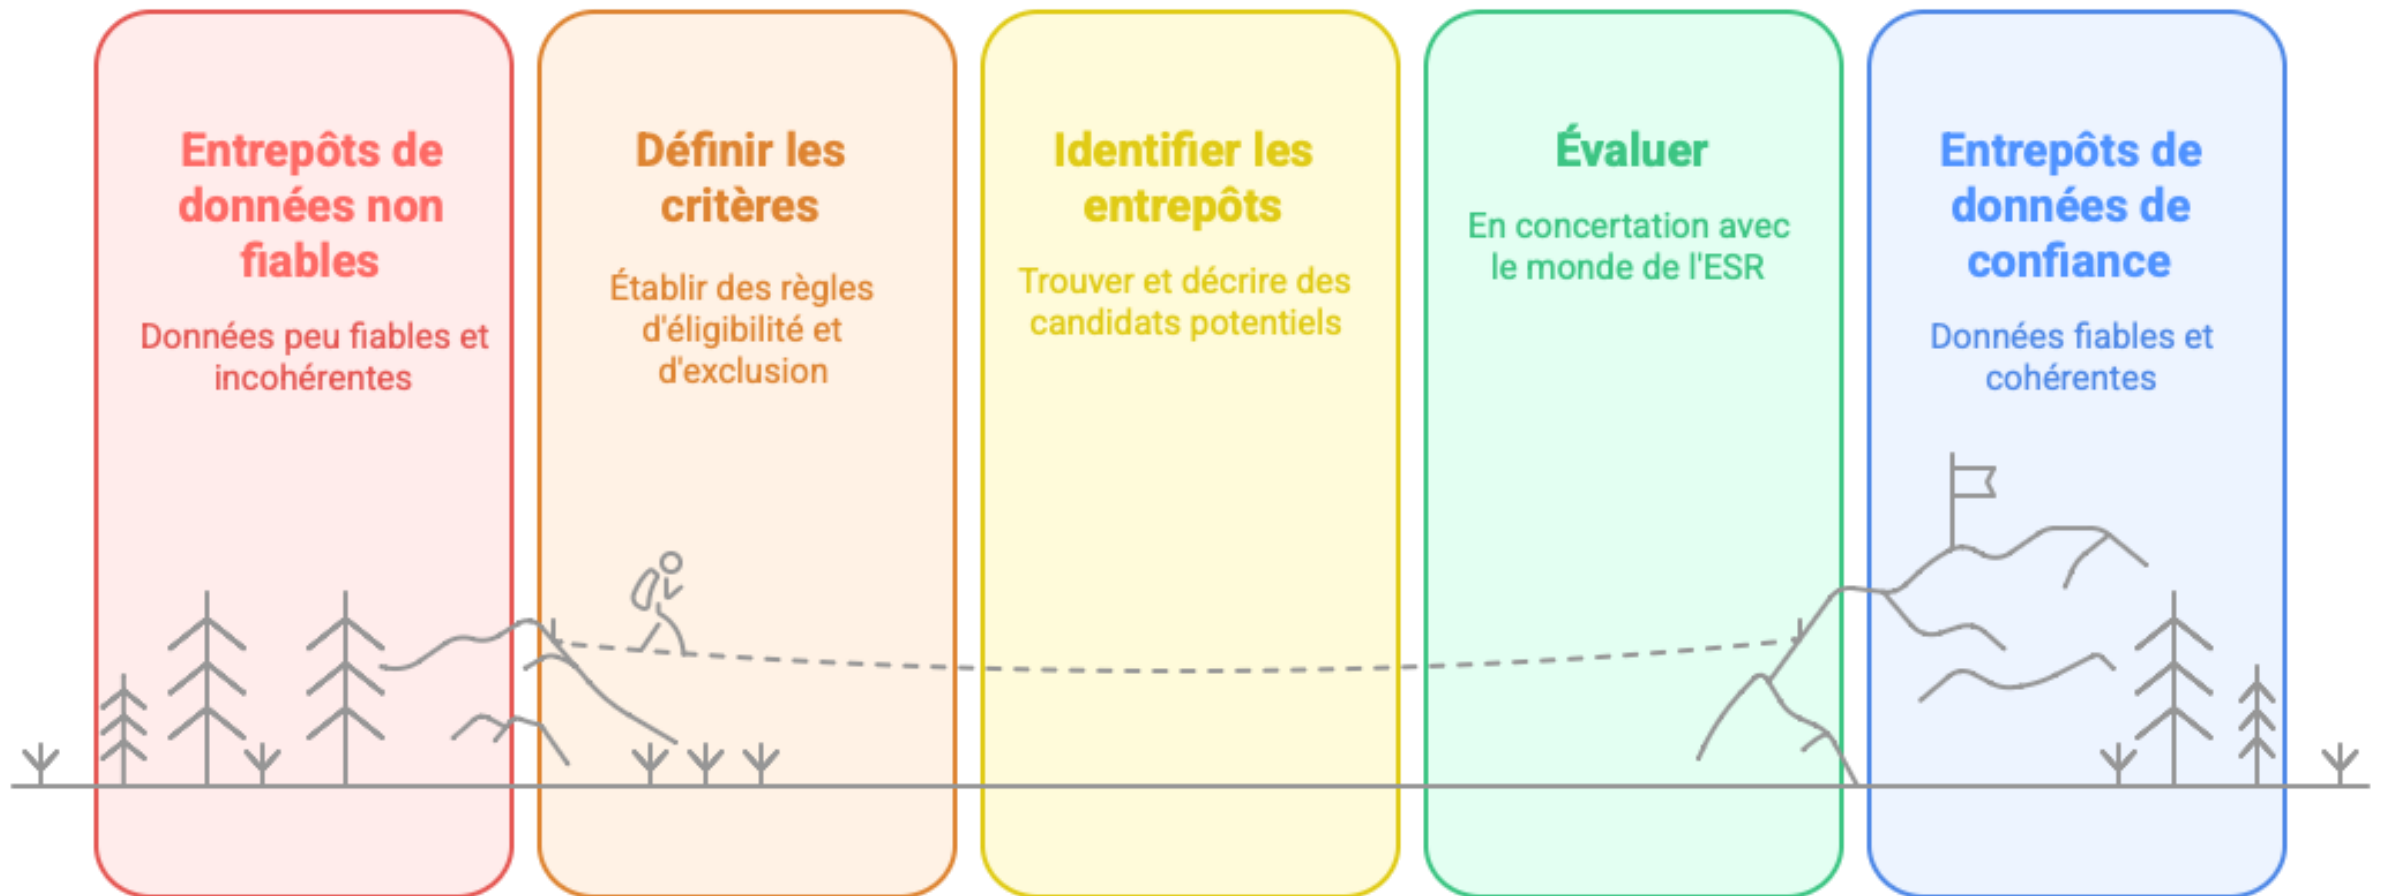 Entrepôts de
données non
fiables
Données peu fiables et
incohérentes
Définir les
critères
Établir des règles
d'éligibilité et
d'exclusion
Identifier les
entrepôts
Trouver et décrire des
candidats potentiels
Évaluer
En concertation avec
le monde de l'ESR
Entrepôts de
données de
confiance
Données fiables et
cohérentes